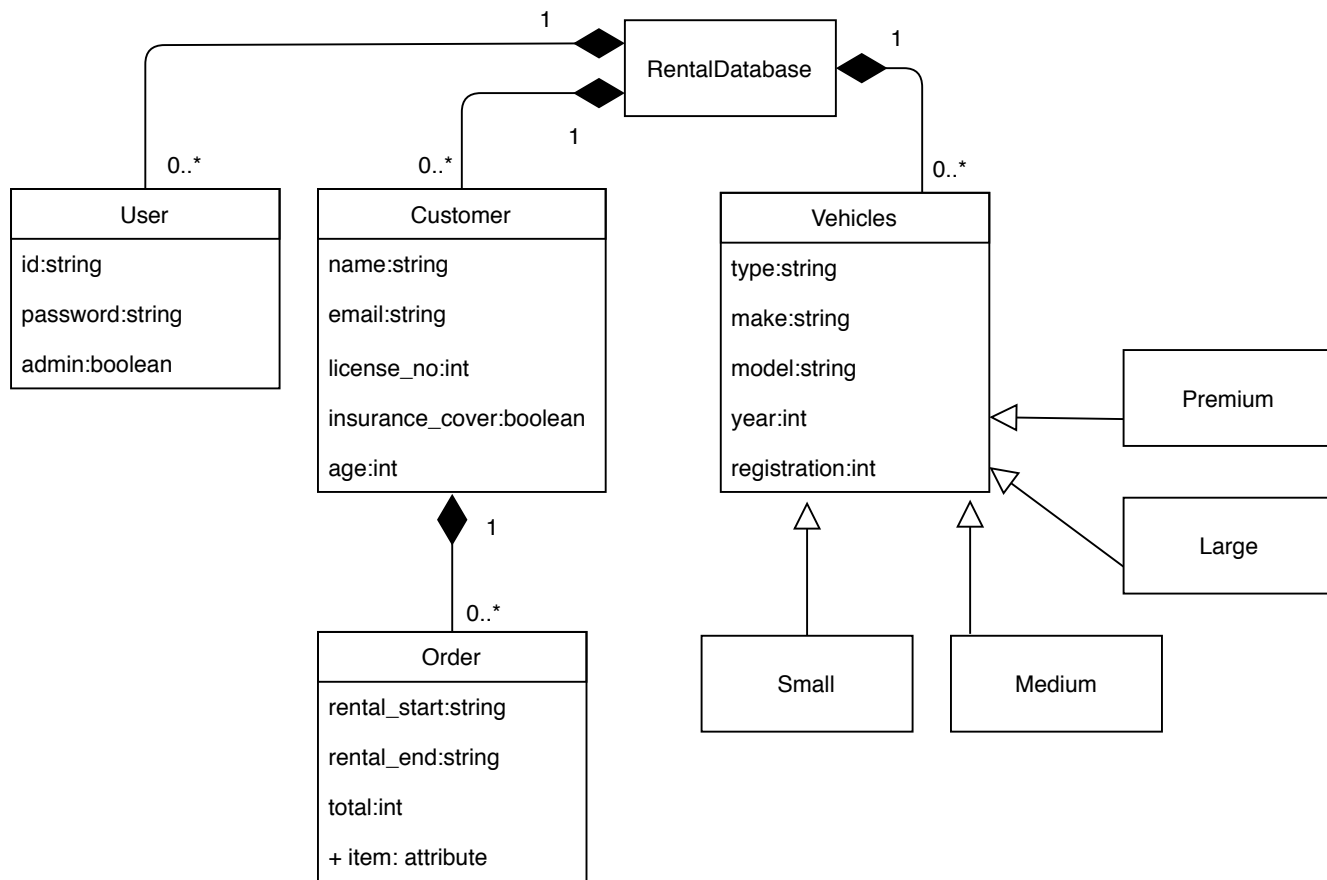 1
RentalDatabase
1
1
0..*
0..*
0..*
User
id:string
password:string
admin:boolean
Customer
name:string
email:string
license_no:int
insurance_cover:boolean
age:int
Vehicles
type:string
make:string
model:string
year:int
registration:int
Premium
Large
1
0..*
Small
Medium
Order
rental_start:string
rental_end:string
total:int
+ item: attribute